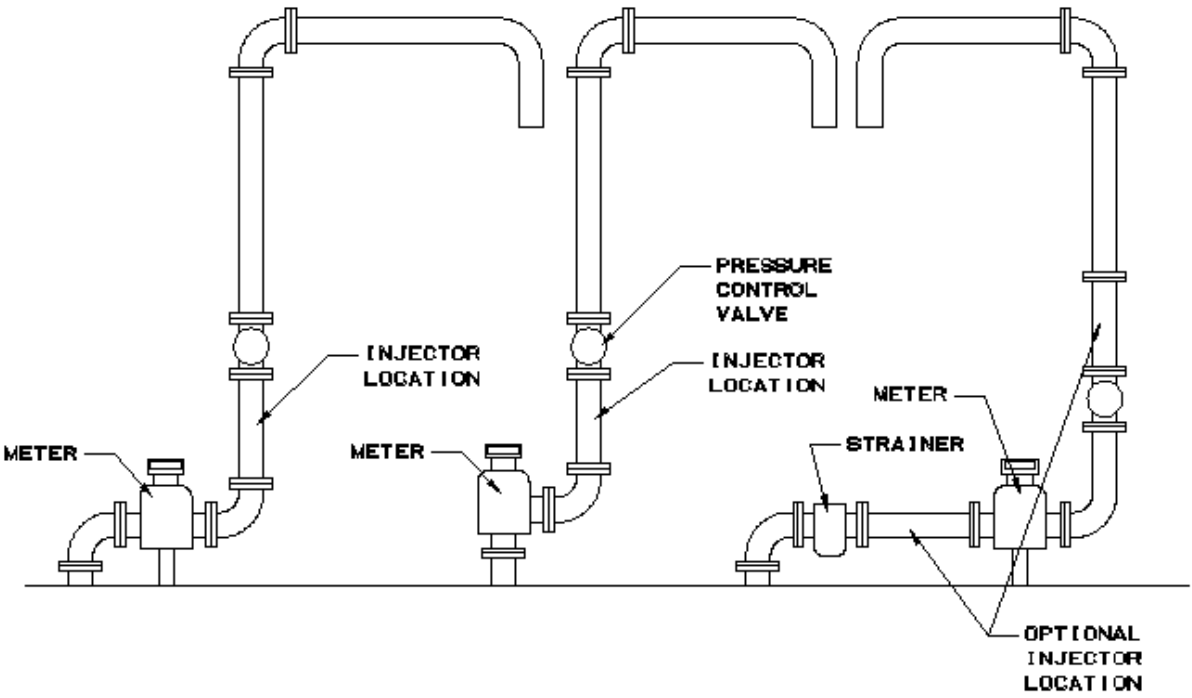 PRESSURE
CONTROL
VALVE
INJECTOR
LOCATION
INJECTOR
LOCATION
METER
METER
METER
STRAINER
OPTIONAL
INJECTOR
LOCATION